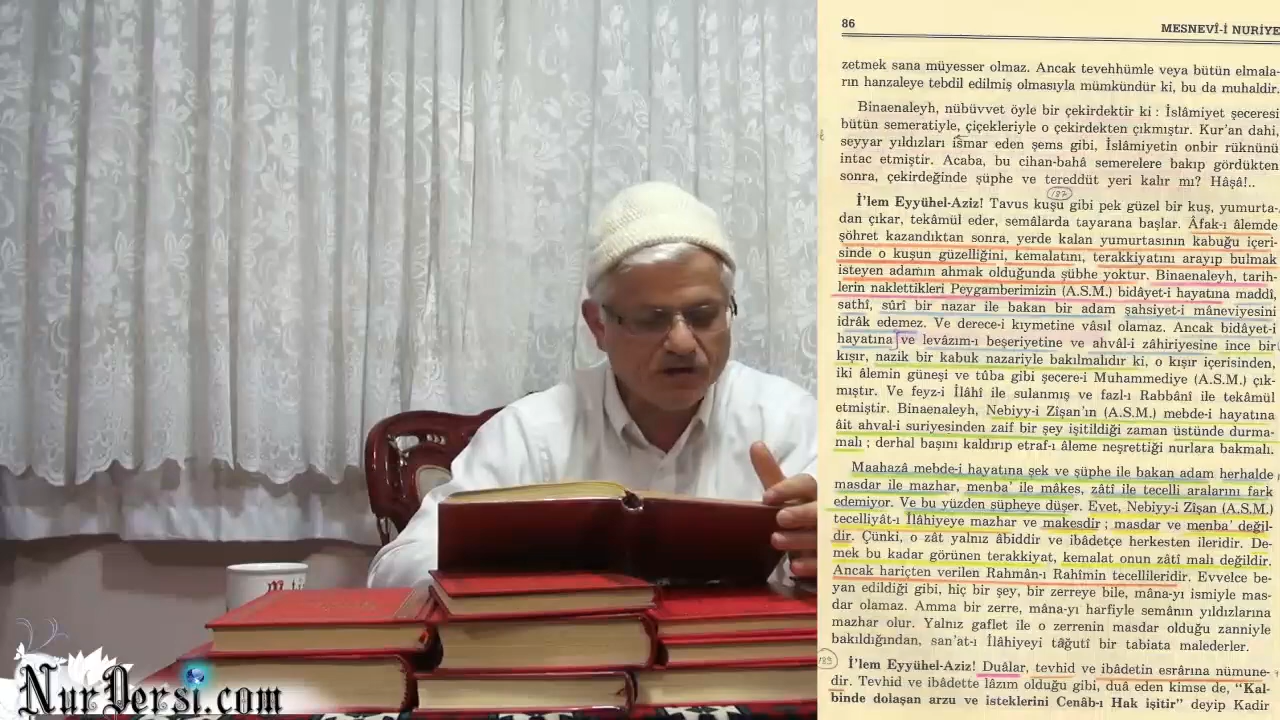 86
MESNEVÎ-İ NURİYE
zetmek sana müyesser olmaz. Ancak tevehhümle veya bütün elmala-
rın hanzaleye tebdil edilmiş olmasıyla mümkündür ki, bu da muhaldir.
Binaenaleyh, nübüvvet öyle bir çekirdektir ki : İslâmiyet şeceresi
bütün semeratiyle, çiçekleriyle o çekirdekten çıkmıştır. Kur'an dahi,
seyyar yıldızları ismar eden şems gibi, İslâmiyetin onbir rüknünü
intac etmiştir. Acaba, bu cihan-bahâ semerelere bakıp gördükten
sonra, çekirdeğinde şüphe ve tereddüt yeri kalır mı? Hâşâ!..
187
İ'lem Eyyühel-Aziz! Tavus kuşu gibi pek güzel bir kuş, yumurta-
dan çıkar, tekâmül eder, semâlarda tayarana başlar. Âfak-ı âlemde
şöhret kazandıktan sonra, yerde kalan yumurtasının kabuğu içeri-
sinde o kuşun güzelliğini, kemalatını, terakkiyatını arayıp bulmak
isteyen adamın ahmak olduğunda şübhe yoktur. Binaenaleyh, tarih-
lerin naklettikleri Peygamberimizin (A.S.M.) bidâyet-i hayatına maddî,
sathî, sûrî bir nazar ile bakan bir adam şahsiyet-i mâneviyesini
idrâk edemez. Ve derece-i kıymetine vâsıl olamaz. Ancak bidâyet-i
hayatına ve levâzım-ı beşeriyetine ve ahvâl-i zâhiriyesine ince bir
kışır, nazik bir kabuk nazariyle bakılmalıdır ki, o kışır içerisinden,
iki âlemin güneşi ve tûba gibi şecere-i Muhammediye (A.S.M.) çık-
mıştır. Ve feyz-i İlâhî ile sulanmış ve fazl-ı Rabbânî ile tekâmül
etmiştir. Binaenaleyh, Nebiyy-i Zişan'ın (A.S.M.) mebde-i hayatına
âit ahval-i suriyesinden zaif bir şey işitildiği zaman üstünde durma-
malı ; derhal başını kaldırıp etraf-ı âleme neşrettiği nurlara bakmalı.
Maahazâ mebde-i hayatına şek ve şüphe ile bakan adam herhalde
masdar ile mazhar, menba' ile mâkes, zâtî ile tecelli aralarını fark
edemiyor. Ve bu yüzden şüpheye düşer. Evet, Nebiyy-i Zîşan (A.S.M.)
tecelliyât-ı İlâhiyeye mazhar ve makesdir ; masdar ve menba' değil-
dir. Çünki, o zât yalnız âbiddir ve ibâdetçe herkesten ileridir. De-
mek bu kadar görünen terakkiyat, kemalat onun zâtî malı değildir.
Ancak hariçten verilen Rahmân-ı Rahîmin tecellileridir. Evvelce be-
yan edildiği gibi, hiç bir şey, bir zerreye bile, mâna-yı ismiyle mas-
dar olamaz. Amma bir zerre, mâna-yı harfiyle semânın yıldızlarına
mazhar olur. Yalnız gaflet ile o zerrenin masdar olduğu zanniyle
bakıldığından, san'at-ı İlâhiyeyi tâğutî bir tabiata malederler.
İ'lem Eyyühel-Aziz! Duâlar, tevhid ve ibâdetin esrârına nümune-
dir. Tevhid ve ibâdette lâzım olduğu gibi, duâ eden kimse de, “Kal-
binde dolaşan arzu ve isteklerini Cenâb-ı Hak işitir” deyip Kadir
NurDersi.com